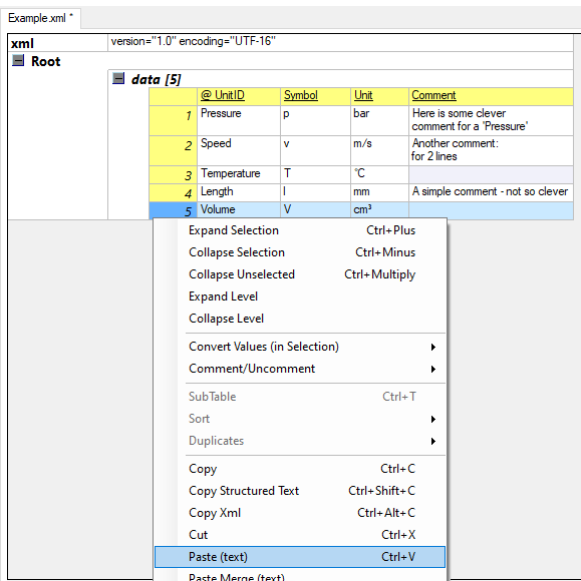 Example.xml *
xml version="1.0" encoding="UTF-16"
Root
data [5]
@ UnitID Symbol Unit Comment
1 Pressure p bar Here is some clever
comment for a 'Pressure'
2 Speed v m/s Another comment:
for 2 lines
3 Temperature T °C
4 Length l mm A simple comment - not so clever
5 Volume V cm³
Expand Selection Ctrl+Plus
Collapse Selection Ctrl+Minus
Collapse Unselected Ctrl+Multiply
Expand Level
Collapse Level
Convert Values (in Selection)
Comment/Uncomment
SubTable Ctrl+T
Sort
Duplicates
Copy Ctrl+C
Copy Structured Text Ctrl+Shift+C
Copy Xml Ctrl+Alt+C
Cut Ctrl+X
Paste (text) Ctrl+V
Paste Merge (text)